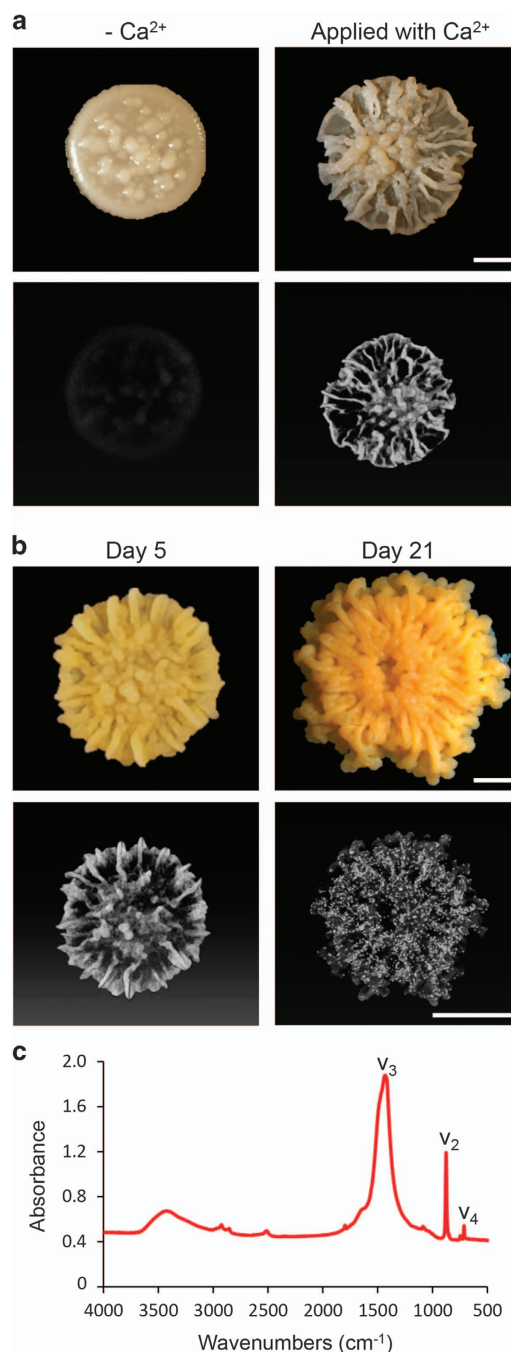 a
- Ca²⁺ Applied with Ca²⁺
b
Day 5 Day 21
c
2.0
1.6
1.2
0.8
0.4
0
Absorbance
v₃
v₂
v₄
4000 3500 3000 2500 2000 1500 1000 500
Wavenumbers (cm⁻¹)